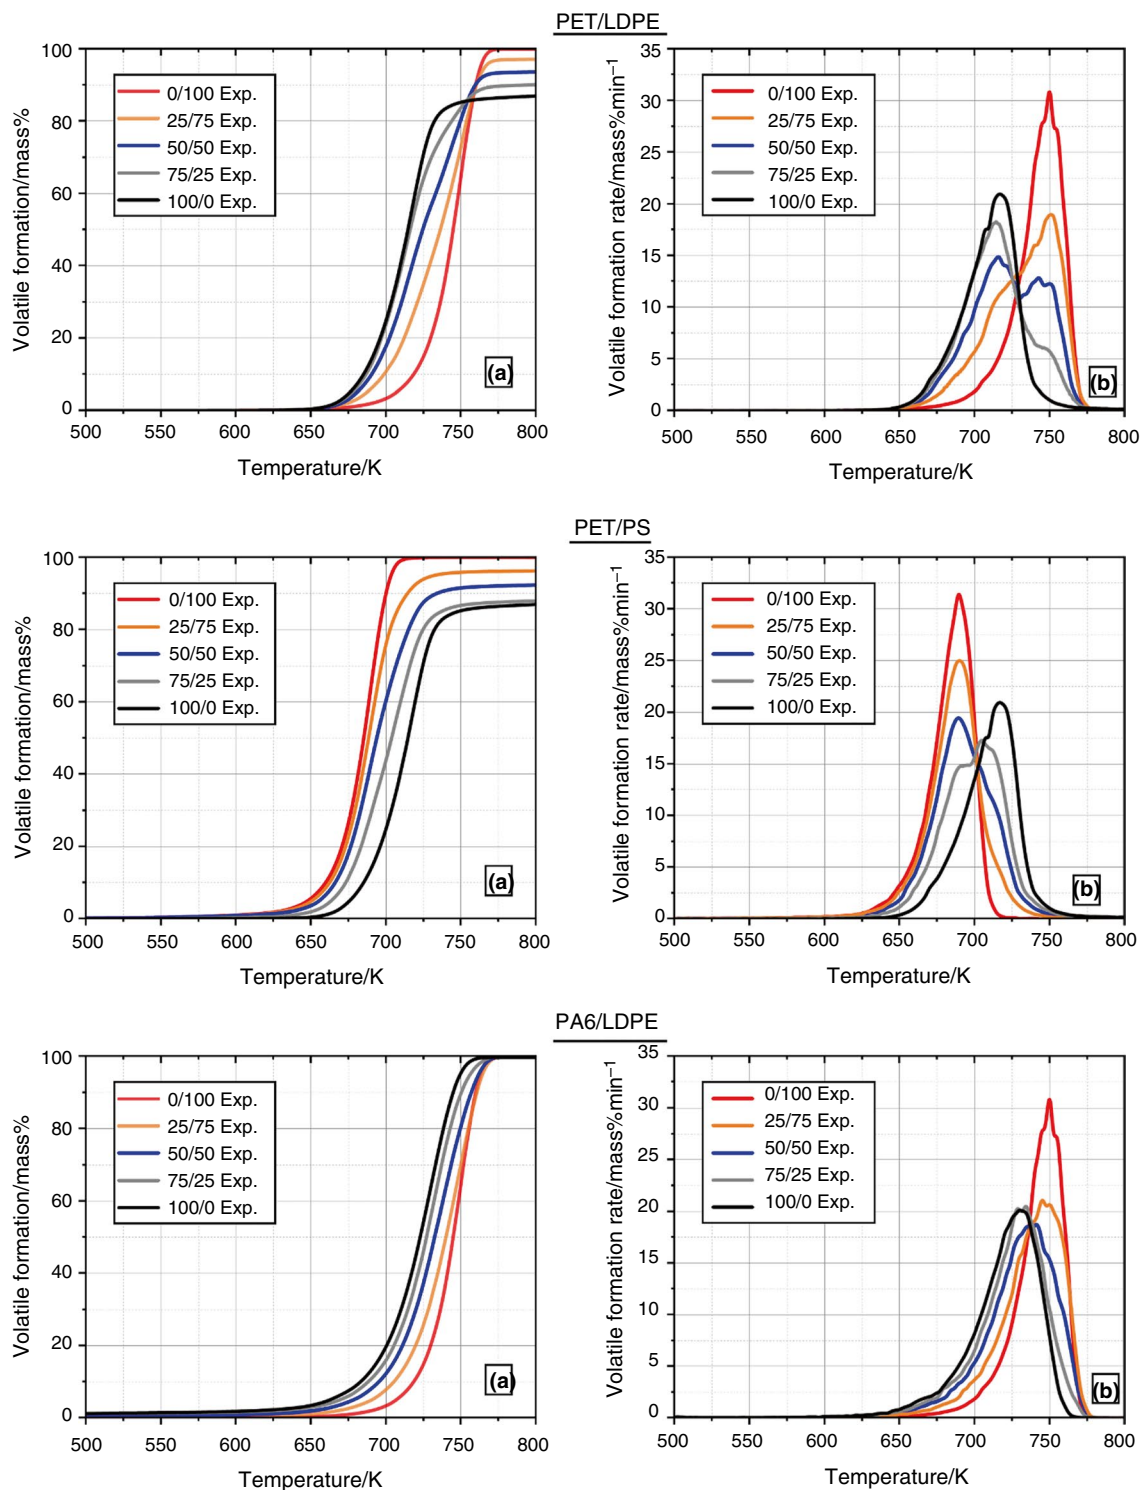 PET/LDPE
Volatile formation/mass%
100
80
60
40
20
0
0/100 Exp.
25/75 Exp.
50/50 Exp.
75/25 Exp.
100/0 Exp.
(a)
500 550 600 650 700 750 800
Temperature/K
Volatile formation rate/mass%min−1
35
30
25
20
15
10
5
0
0/100 Exp.
25/75 Exp.
50/50 Exp.
75/25 Exp.
100/0 Exp.
(b)
500 550 600 650 700 750 800
Temperature/K
PET/PS
Volatile formation/mass%
100
80
60
40
20
0
0/100 Exp.
25/75 Exp.
50/50 Exp.
75/25 Exp.
100/0 Exp.
(a)
500 550 600 650 700 750 800
Temperature/K
Volatile formation rate/mass%min−1
35
30
25
20
15
10
5
0
0/100 Exp.
25/75 Exp.
50/50 Exp.
75/25 Exp.
100/0 Exp.
(b)
500 550 600 650 700 750 800
Temperature/K
PA6/LDPE
Volatile formation/mass%
100
80
60
40
20
0
0/100 Exp.
25/75 Exp.
50/50 Exp.
75/25 Exp.
100/0 Exp.
(a)
500 550 600 650 700 750 800
Temperature/K
Volatile formation rate/mass%min−1
35
30
25
20
15
10
5
0
0/100 Exp.
25/75 Exp.
50/50 Exp.
75/25 Exp.
100/0 Exp.
(b)
500 550 600 650 700 750 800
Temperature/K